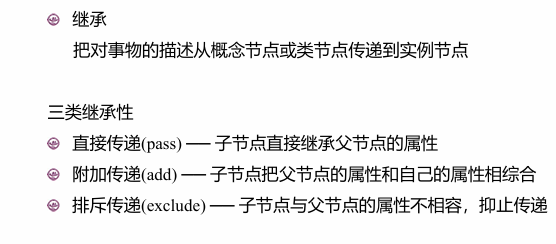 继承
把对事物的描述从概念节点或类节点传递到实例节点
三类继承性
直接传递(pass) ── 子节点直接继承父节点的属性
附加传递(add) ── 子节点把父节点的属性和自己的属性相综合
排斥传递(exclude) ── 子节点与父节点的属性不相容，抑止传递